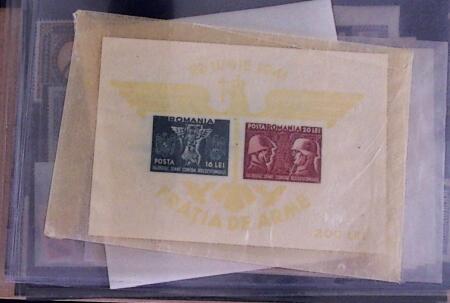 22 IUNIE 1941
ROMANIA
POSTA 16 LEI
POSTA ROMANIA 20 LEI
FRATIA DE ARME
200 LEI